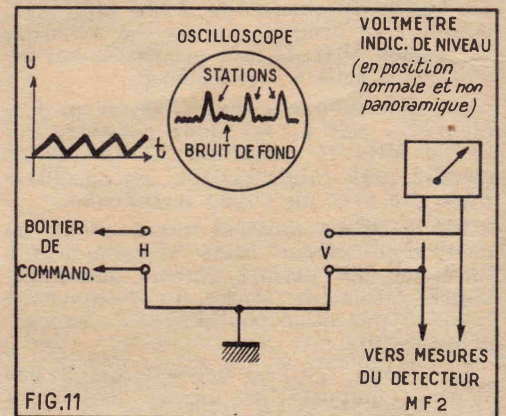 VOLTMETRE
INDIC. DE NIVEAU
(en position
normale et non
panoramique)
OSCILLOSCOPE
STATIONS
BRUIT DE FOND
U
t
BOITIER
DE
COMMAND.
H
V
VERS MESURES
DU DETECTEUR
MF2
FIG.11